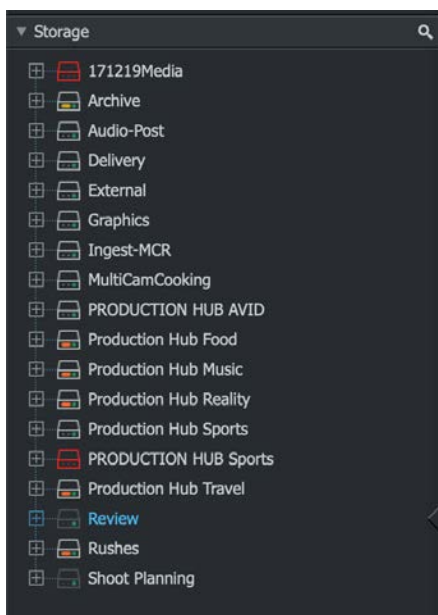 Storage
171219Media
Archive
Audio-Post
Delivery
External
Graphics
Ingest-MCR
MultiCamCooking
PRODUCTION HUB AVID
Production Hub Food
Production Hub Music
Production Hub Reality
Production Hub Sports
PRODUCTION HUB Sports
Production Hub Travel
Review
Rushes
Shoot Planning